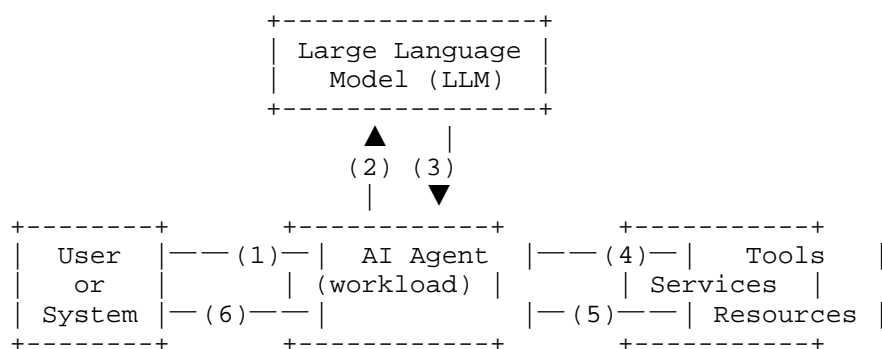 +----------------+
| Large Language |
| Model (LLM) |
+----------------+
▲ |
(2) (3)
| ▼
+--------+ +------------+ +-----------+
| User |──(1)─| AI Agent |──(4)─| Tools |
| or | | (workload) | | Services |
| System |─(6)──| |─(5)──| Resources |
+--------+ +------------+ +-----------+